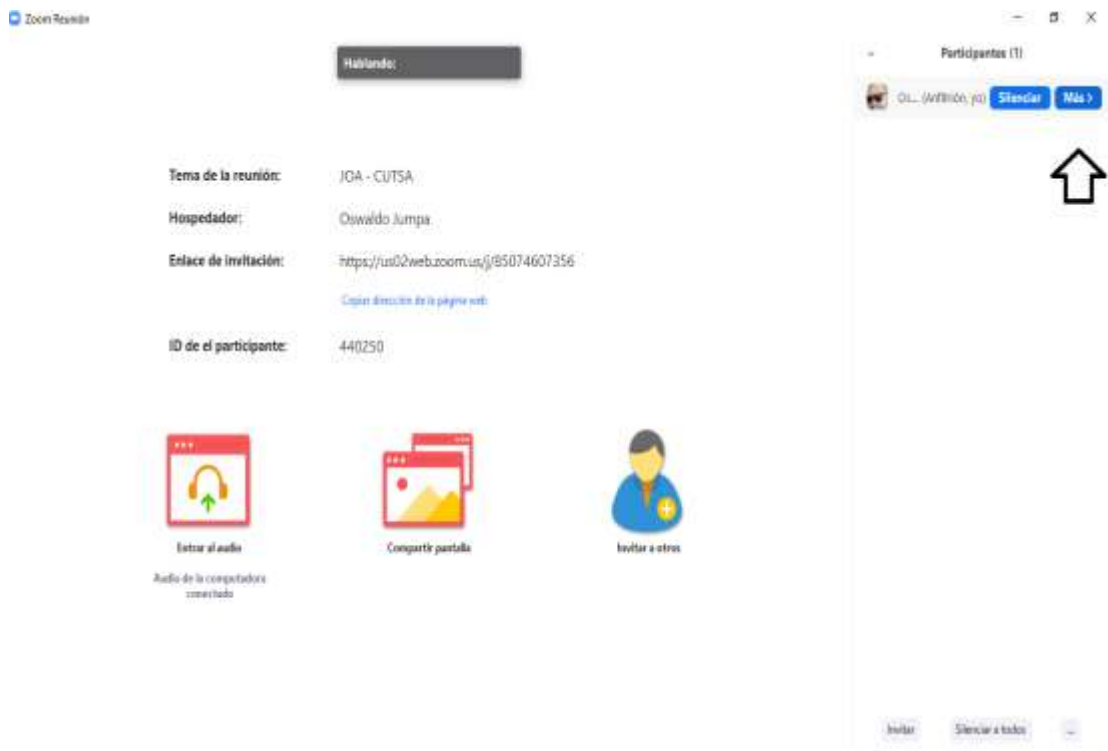 Zoom Reunión
Hablando:
Participantes (1)
(Anfitrión, yo) Silenciar Más >
Tema de la reunión: JOA - CUTSA
Hospedador: Oswaldo Jumpa
Enlace de invitación: https://us02web.zoom.us/j/85074607356
Copiar dirección de la página web
ID de el participante: 440250
Entrar al audio
Audio de la computadora
conectado
Compartir pantalla
Invitar a otros
Invitar Silenciar a todos ...